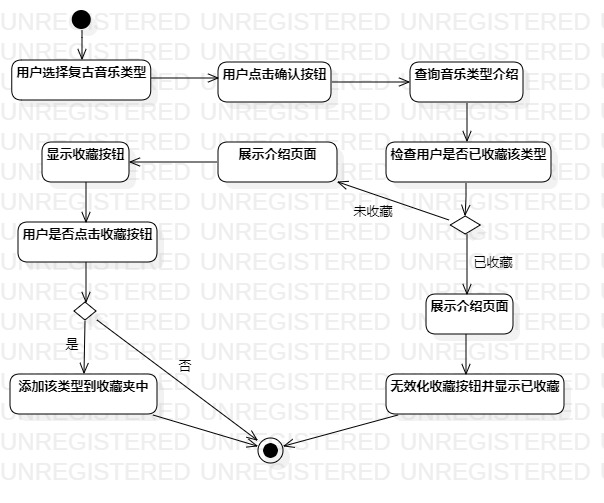 用户选择复古音乐类型
用户点击确认按钮
查询音乐类型介绍
检查用户是否已收藏该类型
展示介绍页面
显示收藏按钮
未收藏
用户是否点击收藏按钮
已收藏
展示介绍页面
是
否
添加该类型到收藏夹中
无效化收藏按钮并显示已收藏
UNREGISTERED